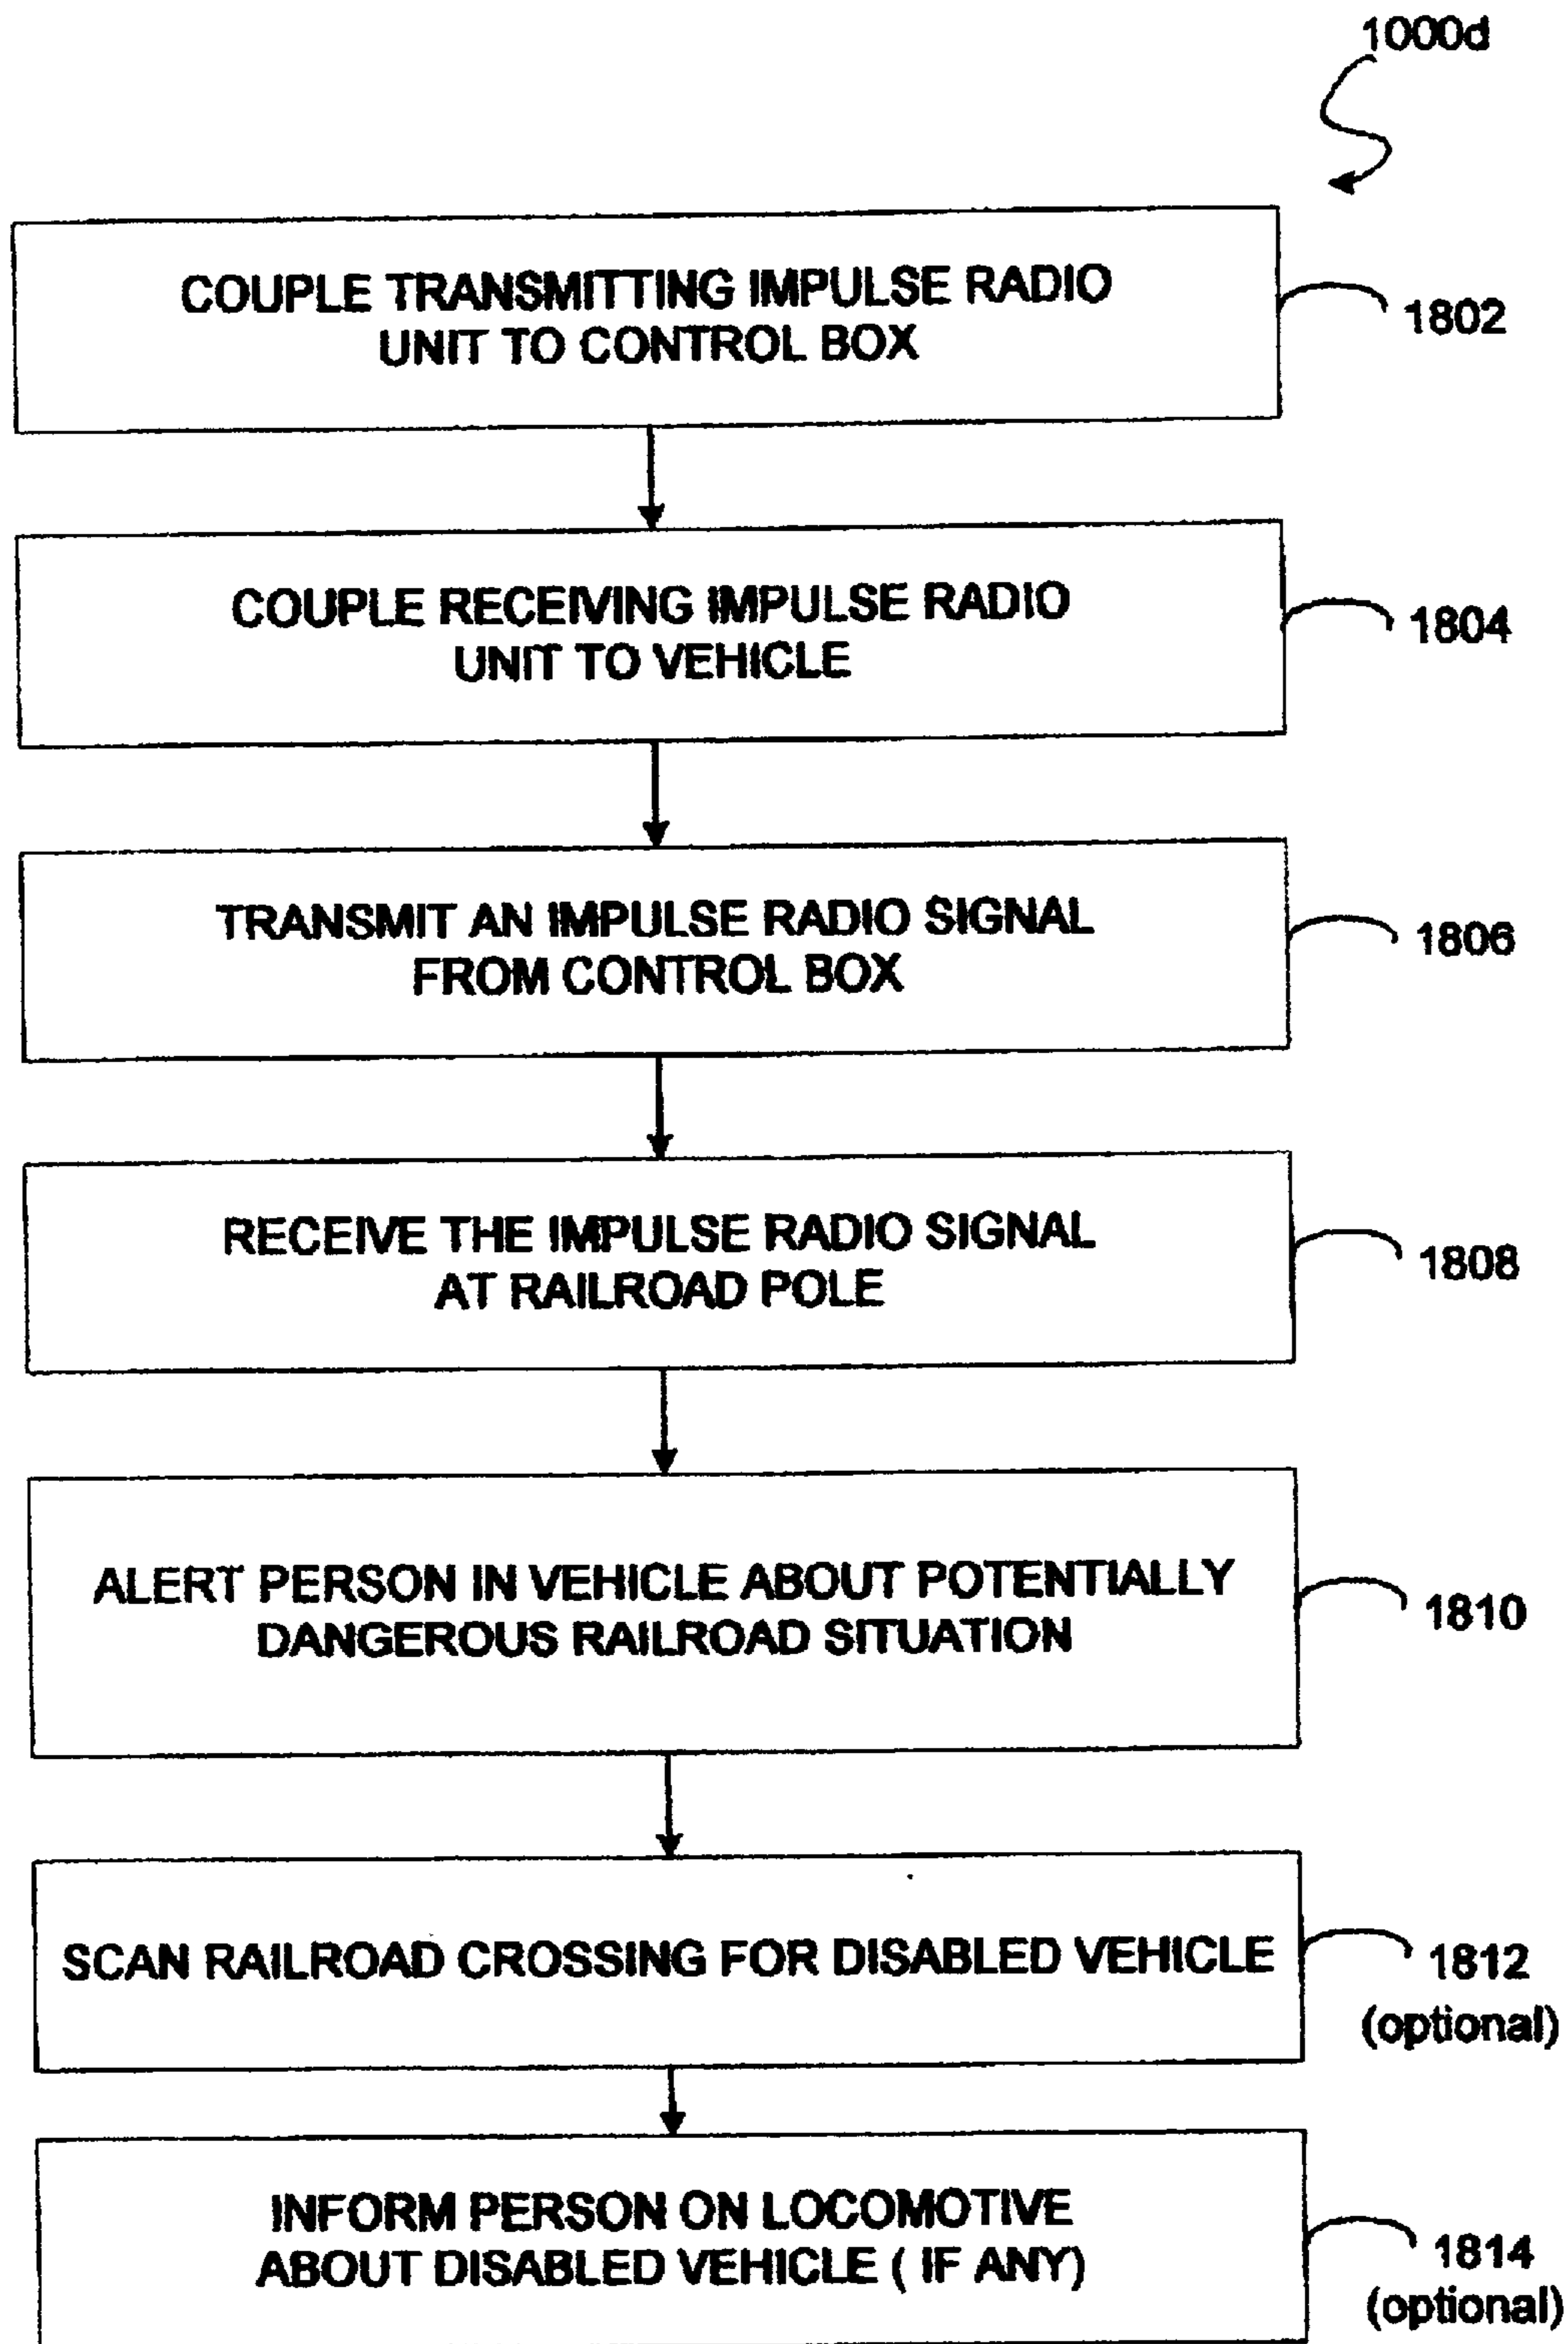 1000d
COUPLE TRANSMITTING IMPULSE RADIO
UNIT TO CONTROL BOX
1802
COUPLE RECEIVING IMPULSE RADIO
UNIT TO VEHICLE
1804
TRANSMIT AN IMPULSE RADIO SIGNAL
FROM CONTROL BOX
1806
RECEIVE THE IMPULSE RADIO SIGNAL
AT RAILROAD POLE
1808
ALERT PERSON IN VEHICLE ABOUT POTENTIALLY
DANGEROUS RAILROAD SITUATION
1810
SCAN RAILROAD CROSSING FOR DISABLED VEHICLE
1812
(optional)
INFORM PERSON ON LOCOMOTIVE
ABOUT DISABLED VEHICLE ( IF ANY)
1814
(optional)